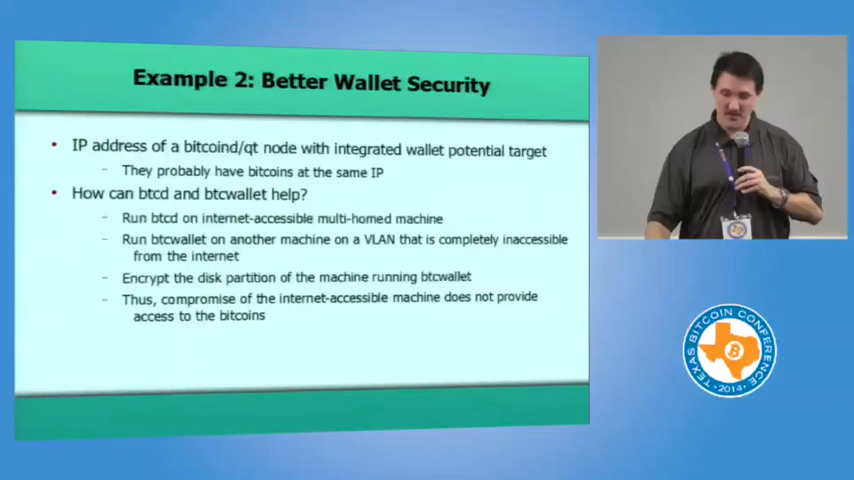 Example 2: Better Wallet Security
• IP address of a bitcoind/qt node with integrated wallet potential target
– They probably have bitcoins at the same IP
• How can btcd and btcwallet help?
– Run btcd on internet-accessible multi-homed machine
– Run btcwallet on another machine on a VLAN that is completely inaccessible
from the internet
– Encrypt the disk partition of the machine running btcwallet
– Thus, compromise of the internet-accessible machine does not provide
access to the bitcoins
TEXAS BITCOIN CONFERENCE
2014